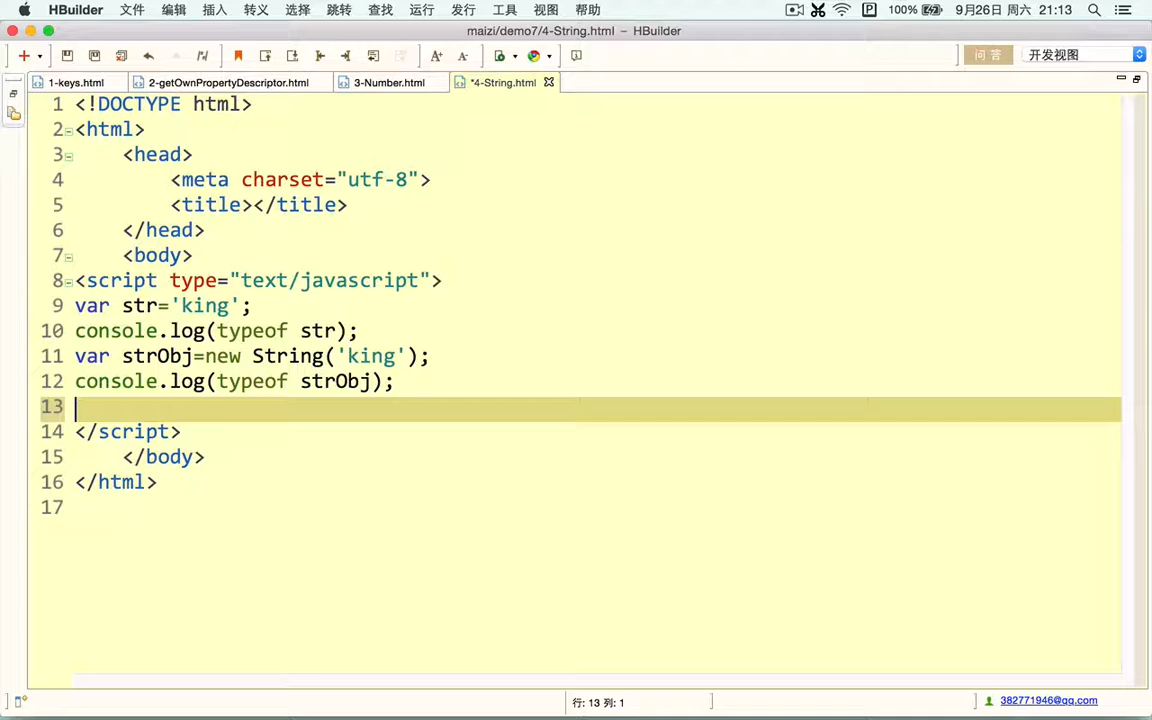 HBuilder 文件 编辑 插入 转义 选择 跳转 查找 运行 发行 工具 视图 帮助 100% 9月26日 周六 21:13
maizi/demo7/4-String.html – HBuilder
A+ A- 问答 开发视图
1-keys.html 2-getOwnPropertyDescriptor.html 3-Number.html *4-String.html
1 <!DOCTYPE html>
2 <html>
3 <head>
4 <meta charset="utf-8">
5 <title></title>
6 </head>
7 <body>
8 <script type="text/javascript">
9 var str='king';
10 console.log(typeof str);
11 var strObj=new String('king');
12 console.log(typeof strObj);
13
14 </script>
15 </body>
16 </html>
17
行: 13 列: 1 382771946@qq.com